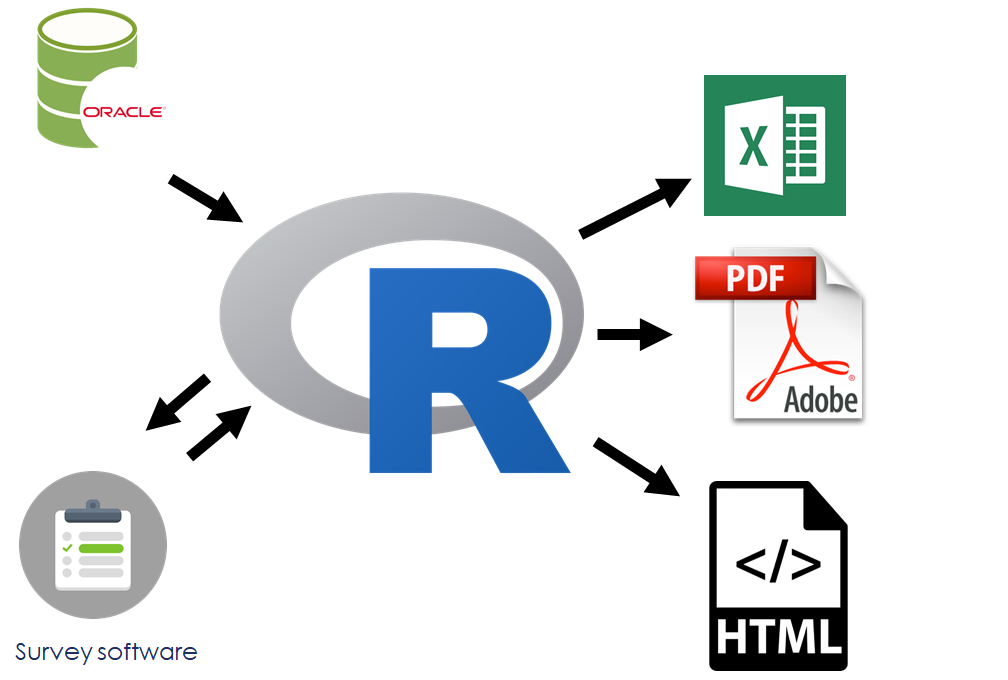 ORACLE
X
PDF
R
Adobe
</>
HTML
Survey software